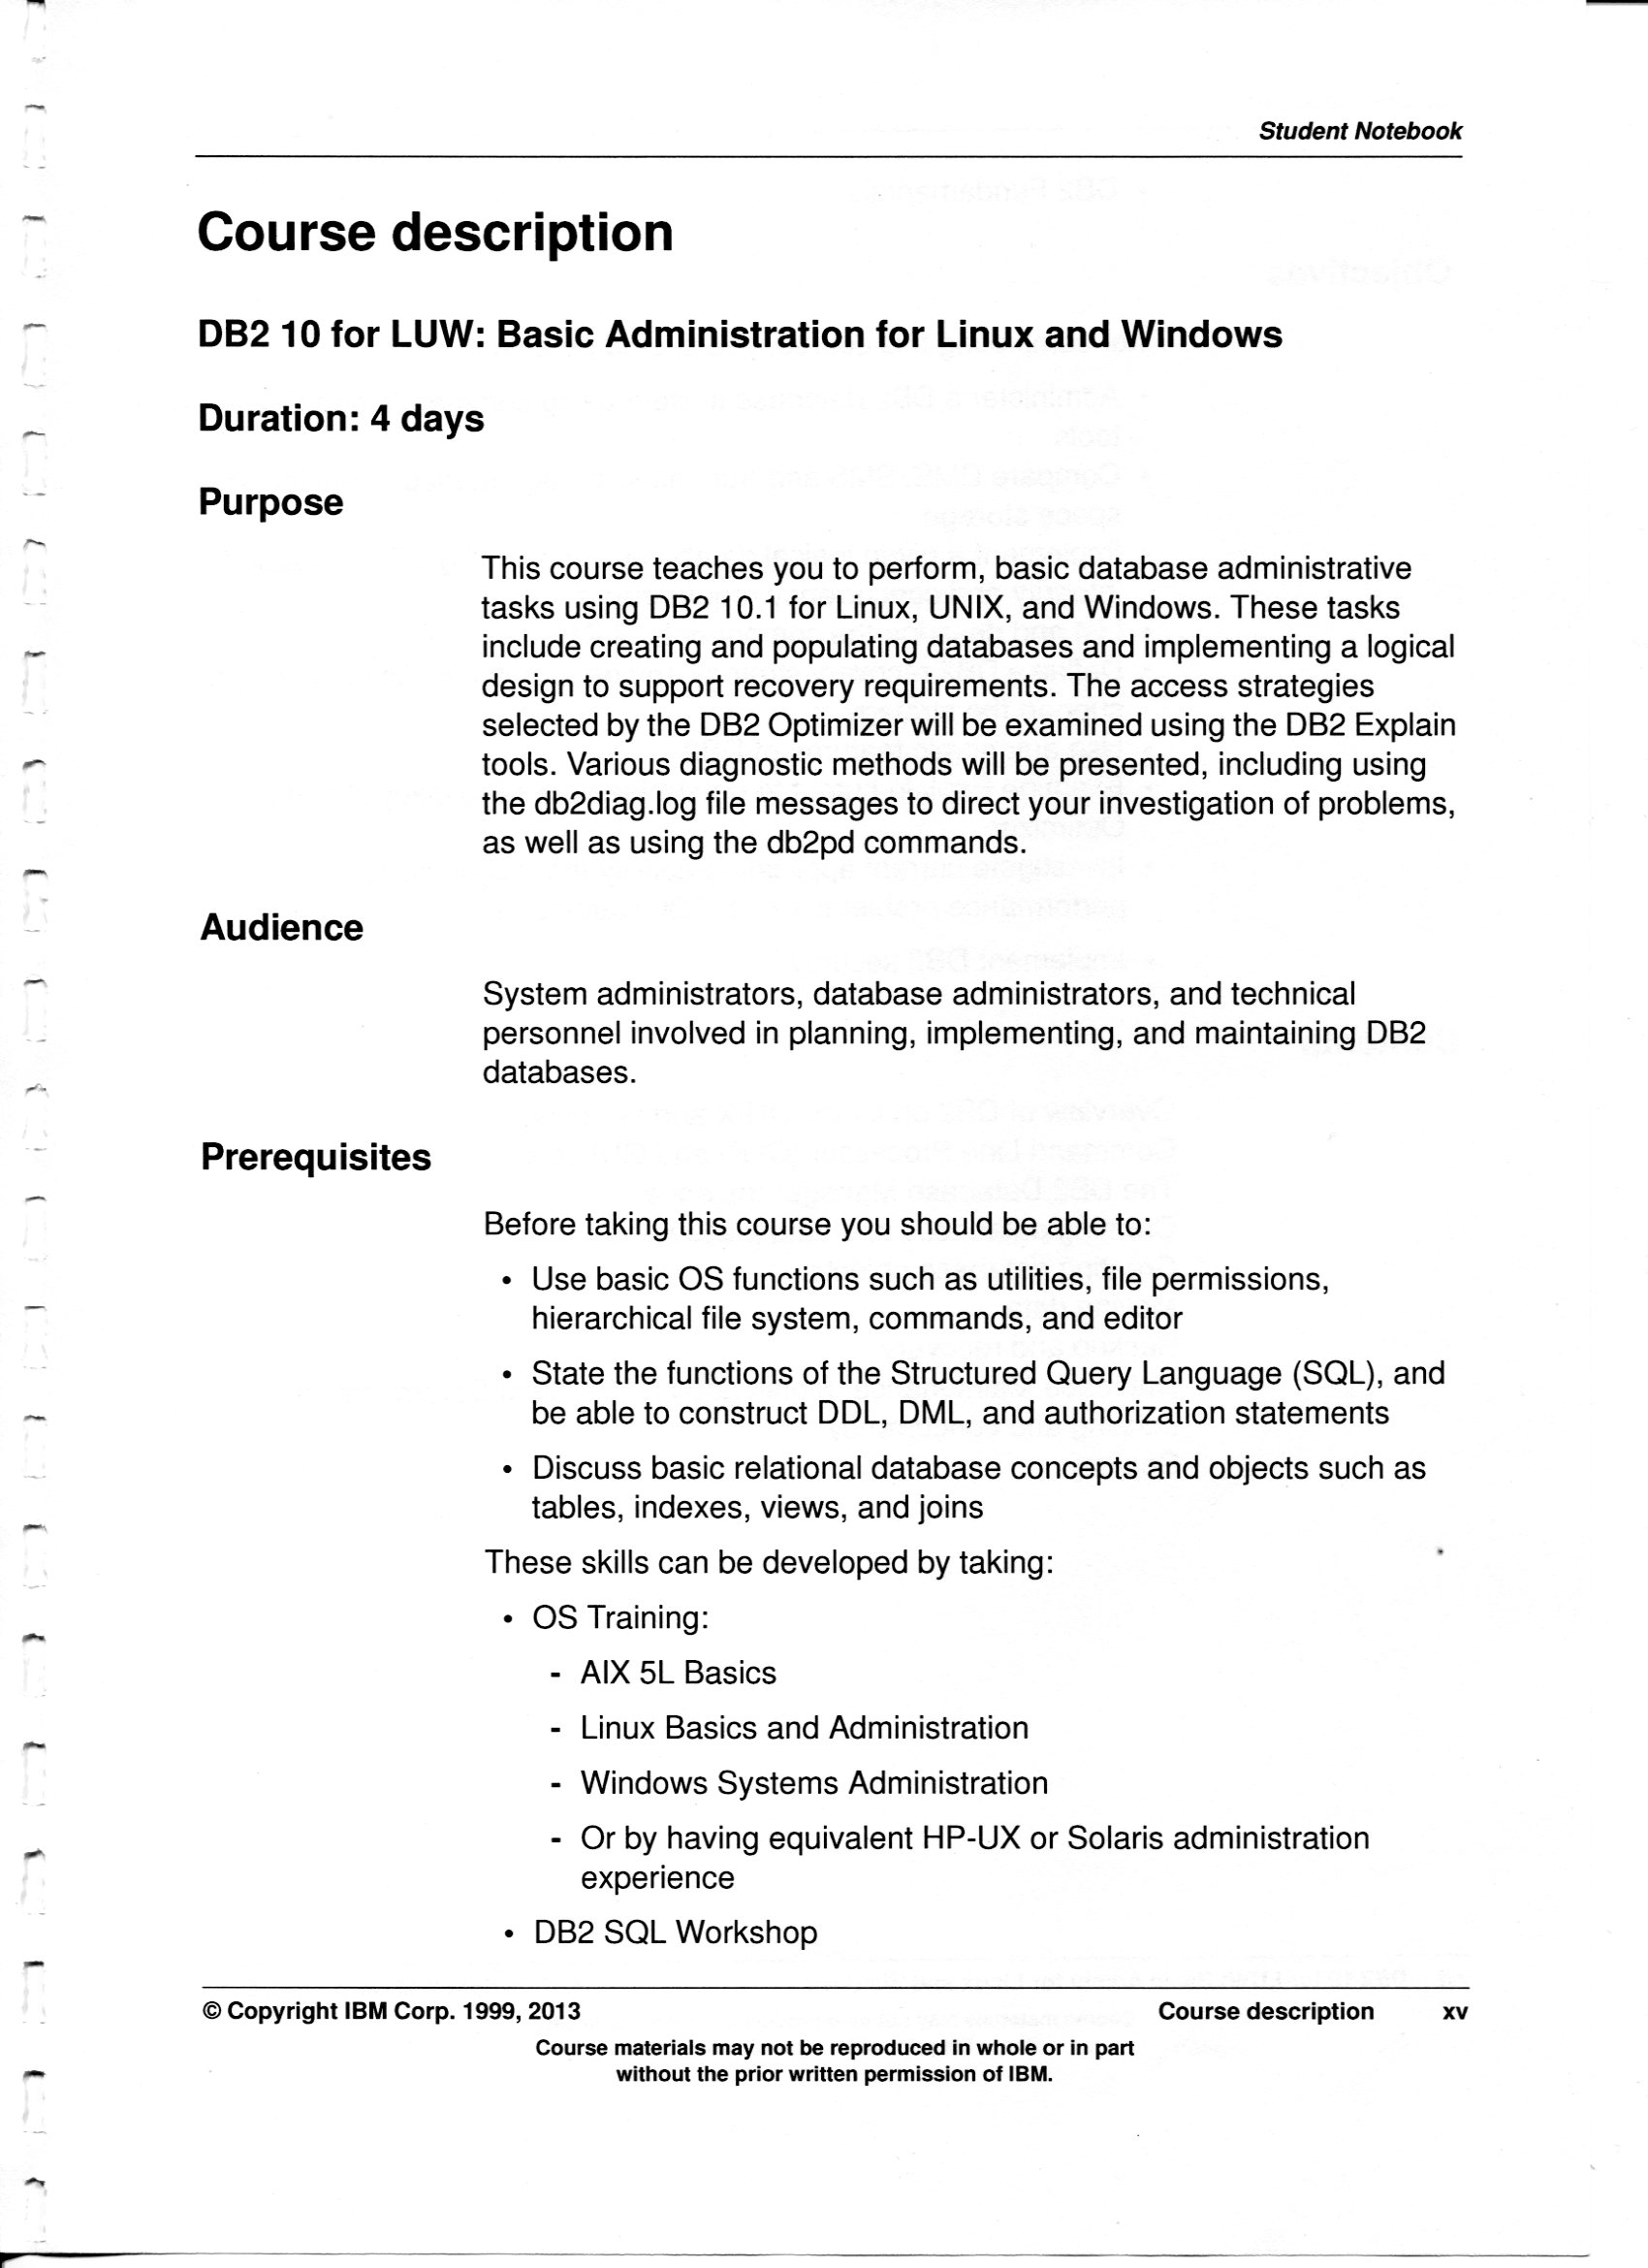 Student Notebook
Course description
DB2 10 for LUW: Basic Administration for Linux and Windows
Duration: 4 days
Purpose
This course teaches you to perform, basic database administrative
tasks using DB2 10.1 for Linux, UNIX, and Windows. These tasks
include creating and populating databases and implementing a logical
design to support recovery requirements. The access strategies
selected by the DB2 Optimizer will be examined using the DB2 Explain
tools. Various diagnostic methods will be presented, including using
the db2diag.log file messages to direct your investigation of problems,
as well as using the db2pd commands.
Audience
System administrators, database administrators, and technical
personnel involved in planning, implementing, and maintaining DB2
databases.
Prerequisites
Before taking this course you should be able to:
• Use basic OS functions such as utilities, file permissions,
hierarchical file system, commands, and editor
• State the functions of the Structured Query Language (SQL), and
be able to construct DDL, DML, and authorization statements
• Discuss basic relational database concepts and objects such as
tables, indexes, views, and joins
These skills can be developed by taking:
• OS Training:
- AIX 5L Basics
- Linux Basics and Administration
- Windows Systems Administration
- Or by having equivalent HP-UX or Solaris administration
experience
• DB2 SQL Workshop
© Copyright IBM Corp. 1999, 2013 Course description xv
Course materials may not be reproduced in whole or in part
without the prior written permission of IBM.